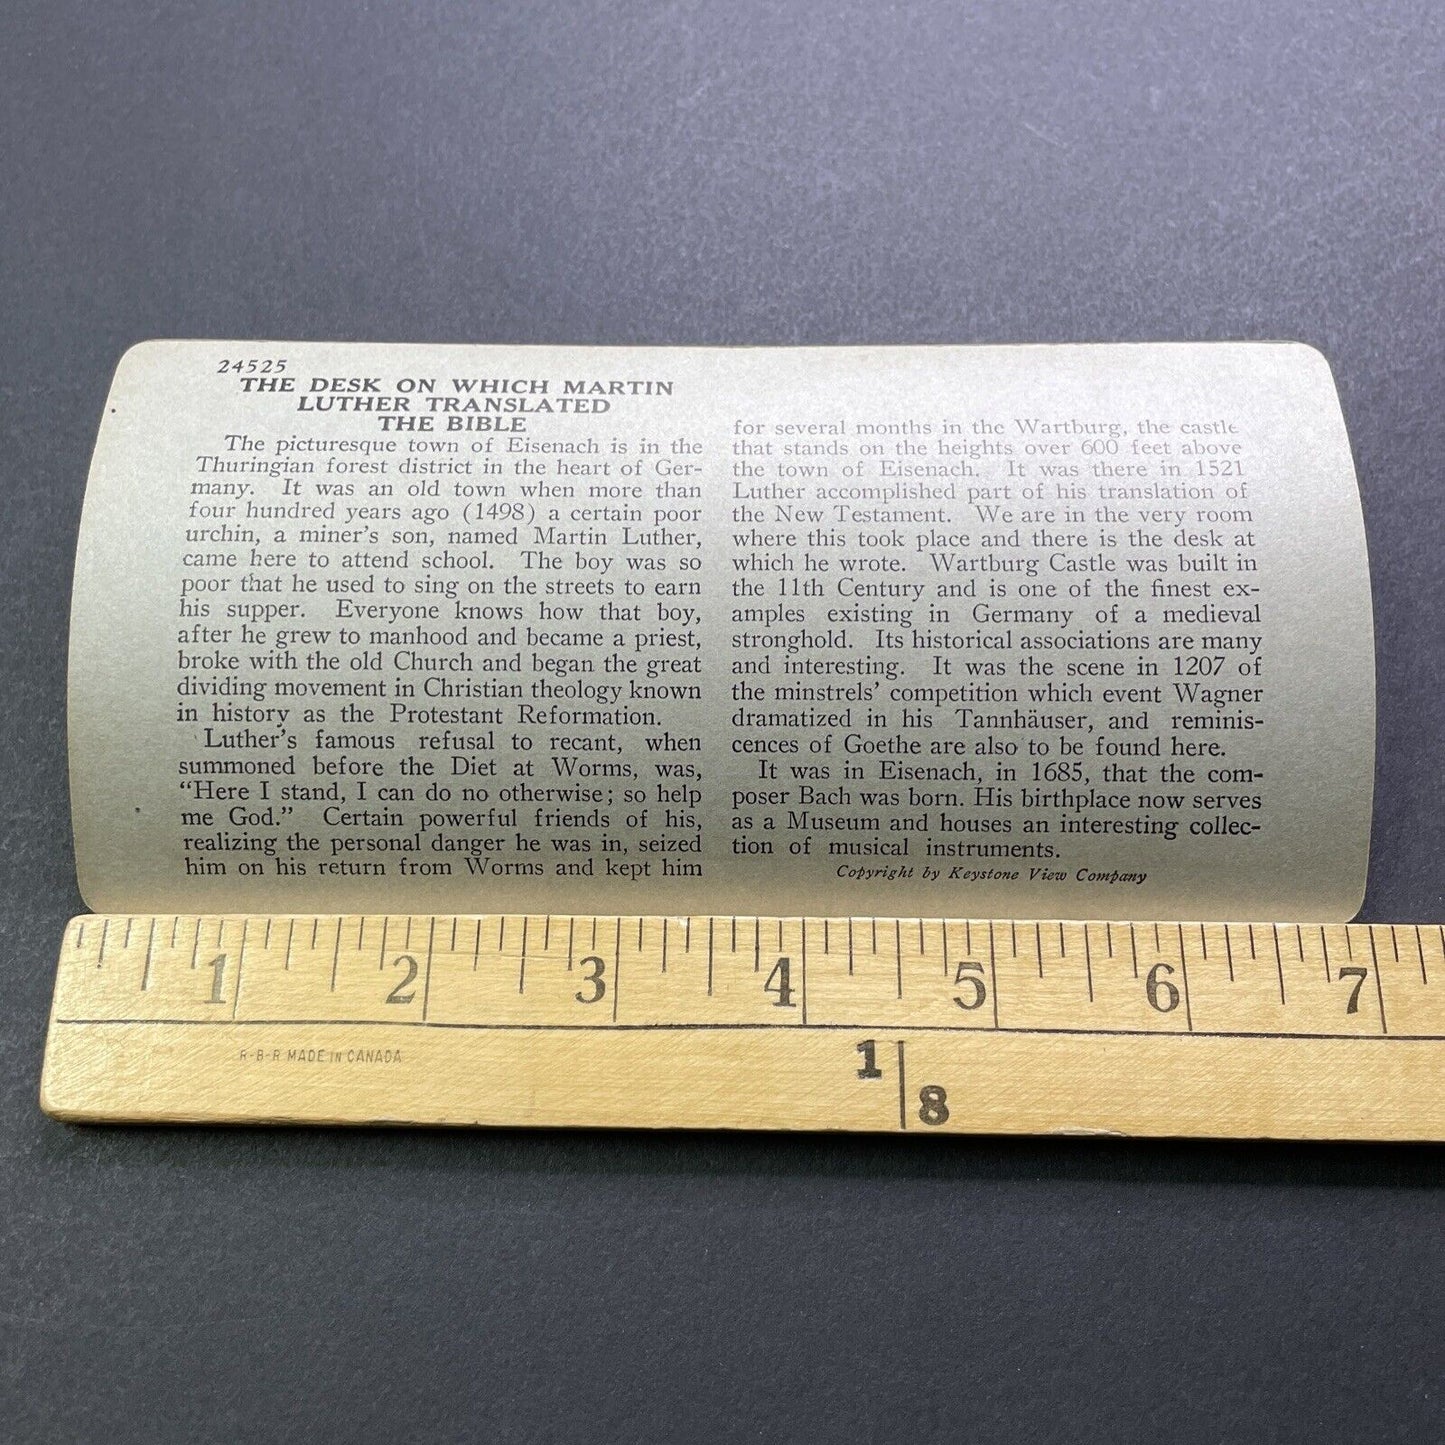 24525
THE DESK ON WHICH MARTIN
LUTHER TRANSLATED
THE BIBLE
The picturesque town of Eisenach is in the
Thuringian forest district in the heart of Ger-
many. It was an old town when more than
four hundred years ago (1498) a certain poor
urchin, a miner's son, named Martin Luther,
came here to attend school. The boy was so
poor that he used to sing on the streets to earn
his supper. Everyone knows how that boy,
after he grew to manhood and became a priest,
broke with the old Church and began the great
dividing movement in Christian theology known
in history as the Protestant Reformation.
Luther's famous refusal to recant, when
summoned before the Diet at Worms, was,
"Here I stand, I can do no otherwise; so help
me God." Certain powerful friends of his,
realizing the personal danger he was in, seized
him on his return from Worms and kept him
for several months in the Wartburg, the castle
that stands on the heights over 600 feet above
the town of Eisenach. It was there in 1521
Luther accomplished part of his translation of
the New Testament. We are in the very room
where this took place and there is the desk at
which he wrote. Wartburg Castle was built in
the 11th Century and is one of the finest ex-
amples existing in Germany of a medieval
stronghold. Its historical associations are many
and interesting. It was the scene in 1207 of
the minstrels' competition which event Wagner
dramatized in his Tannhäuser, and reminis-
cences of Goethe are also to be found here.
It was in Eisenach, in 1685, that the com-
poser Bach was born. His birthplace now serves
as a Museum and houses an interesting collec-
tion of musical instruments.
Copyright by Keystone View Company
1 2 3 4 5 6 7
R-B-R MADE IN CANADA
1 8